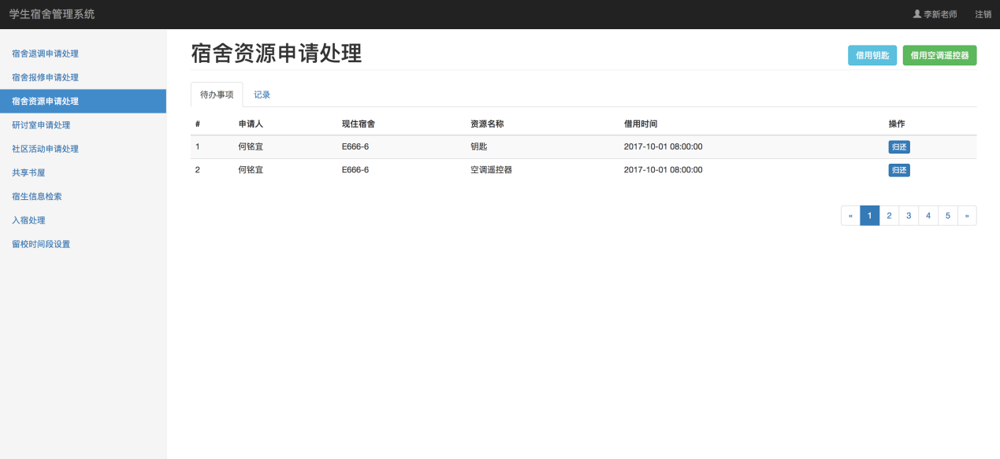 学生宿舍管理系统
李新老师 注销
宿舍退调申请处理
宿舍报修申请处理
宿舍资源申请处理
研讨室申请处理
社区活动申请处理
共享书屋
宿生信息检索
入宿处理
留校时间段设置
宿舍资源申请处理
借用钥匙 借用空调遥控器
待办事项 记录
# 申请人 现住宿舍 资源名称 借用时间 操作
1 何铭宜 E666-6 钥匙 2017-10-01 08:00:00 归还
2 何铭宜 E666-6 空调遥控器 2017-10-01 08:00:00 归还
« 1 2 3 4 5 »